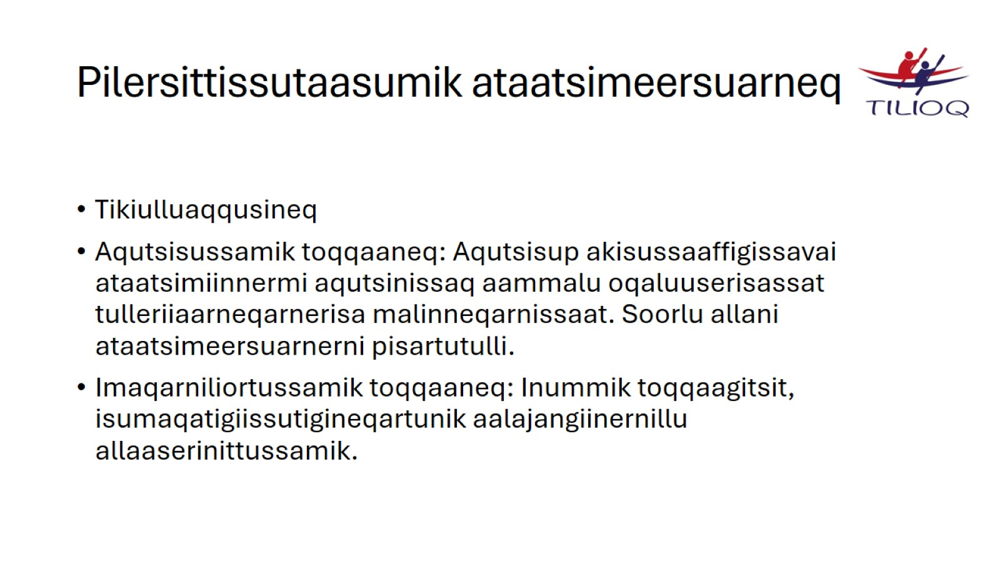 Pilersittissutaasumik ataatsimeersuarneq
TILIOQ
• Tikiulluaqqusineq
• Aqutsisussamik toqqaaneq: Aqutsisup akisussaaffigissavai
ataatsimiinnermi aqutsinissaq aammalu oqaluuserisassat
tulleriiaarneqarnerisa malinneqarnissaat. Soorlu allani
ataatsimeersuarnerni pisartutulli.
• Imaqarniliortussamik toqqaaneq: Inummik toqqaagitsit,
isumaqatigiissutigineqartunik aalajangiinernillu
allaaserinittussamik.